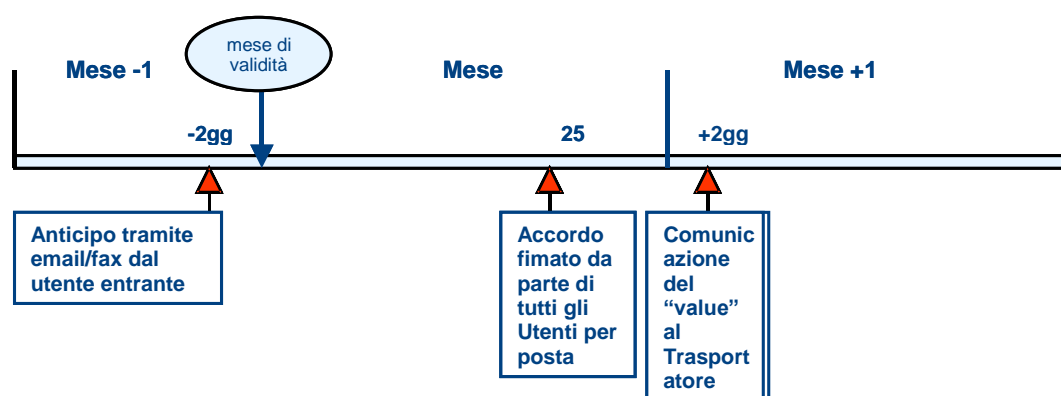 mese di
validità
Mese -1
Mese
Mese +1
-2gg
25
+2gg
Anticipo tramite
email/fax dal
utente entrante
Accordo
fimato da
parte di
tutti gli
Utenti per
posta
Comunic
azione
del
“value”
al
Trasport
atore